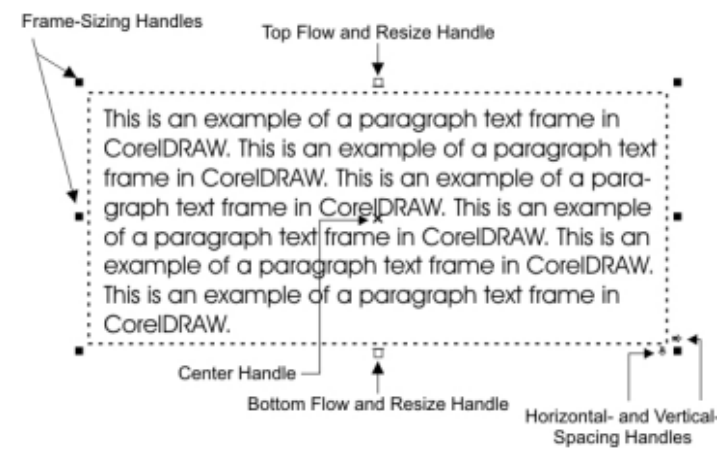 Frame-Sizing Handles
Top Flow and Resize Handle
This is an example of a paragraph text frame in
CorelDRAW. This is an example of a paragraph text
frame in CorelDRAW. This is an example of a para-
graph text frame in CorelDRAW. This is an example
of a paragraph text frame in CorelDRAW. This is an
example of a paragraph text frame in CorelDRAW.
This is an example of a paragraph text frame in
CorelDRAW.
Center Handle
Bottom Flow and Resize Handle
Horizontal- and Vertical-
Spacing Handles